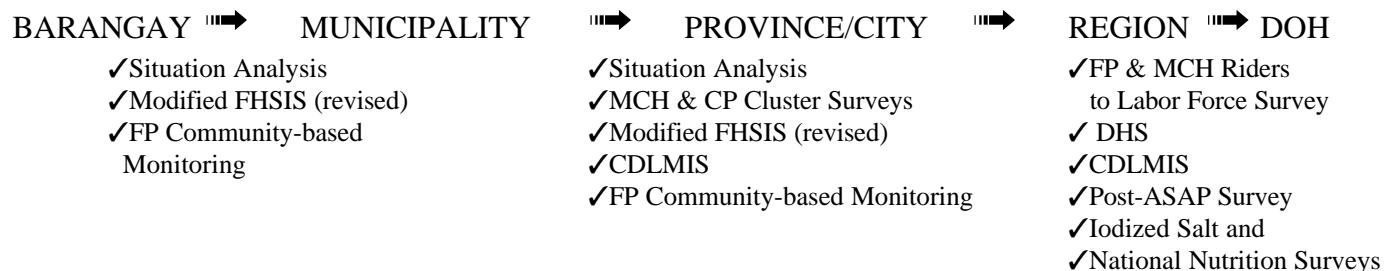 BARANGAY ➟ MUNICIPALITY ➟ PROVINCE/CITY ➟ REGION ➟ DOH
✓Situation Analysis
✓Modified FHSIS (revised)
✓FP Community-based
Monitoring
✓Situation Analysis
✓MCH & CP Cluster Surveys
✓Modified FHSIS (revised)
✓CDLMIS
✓FP Community-based Monitoring
✓FP & MCH Riders
to Labor Force Survey
✓ DHS
✓CDLMIS
✓Post-ASAP Survey
✓Iodized Salt and
✓National Nutrition Surveys